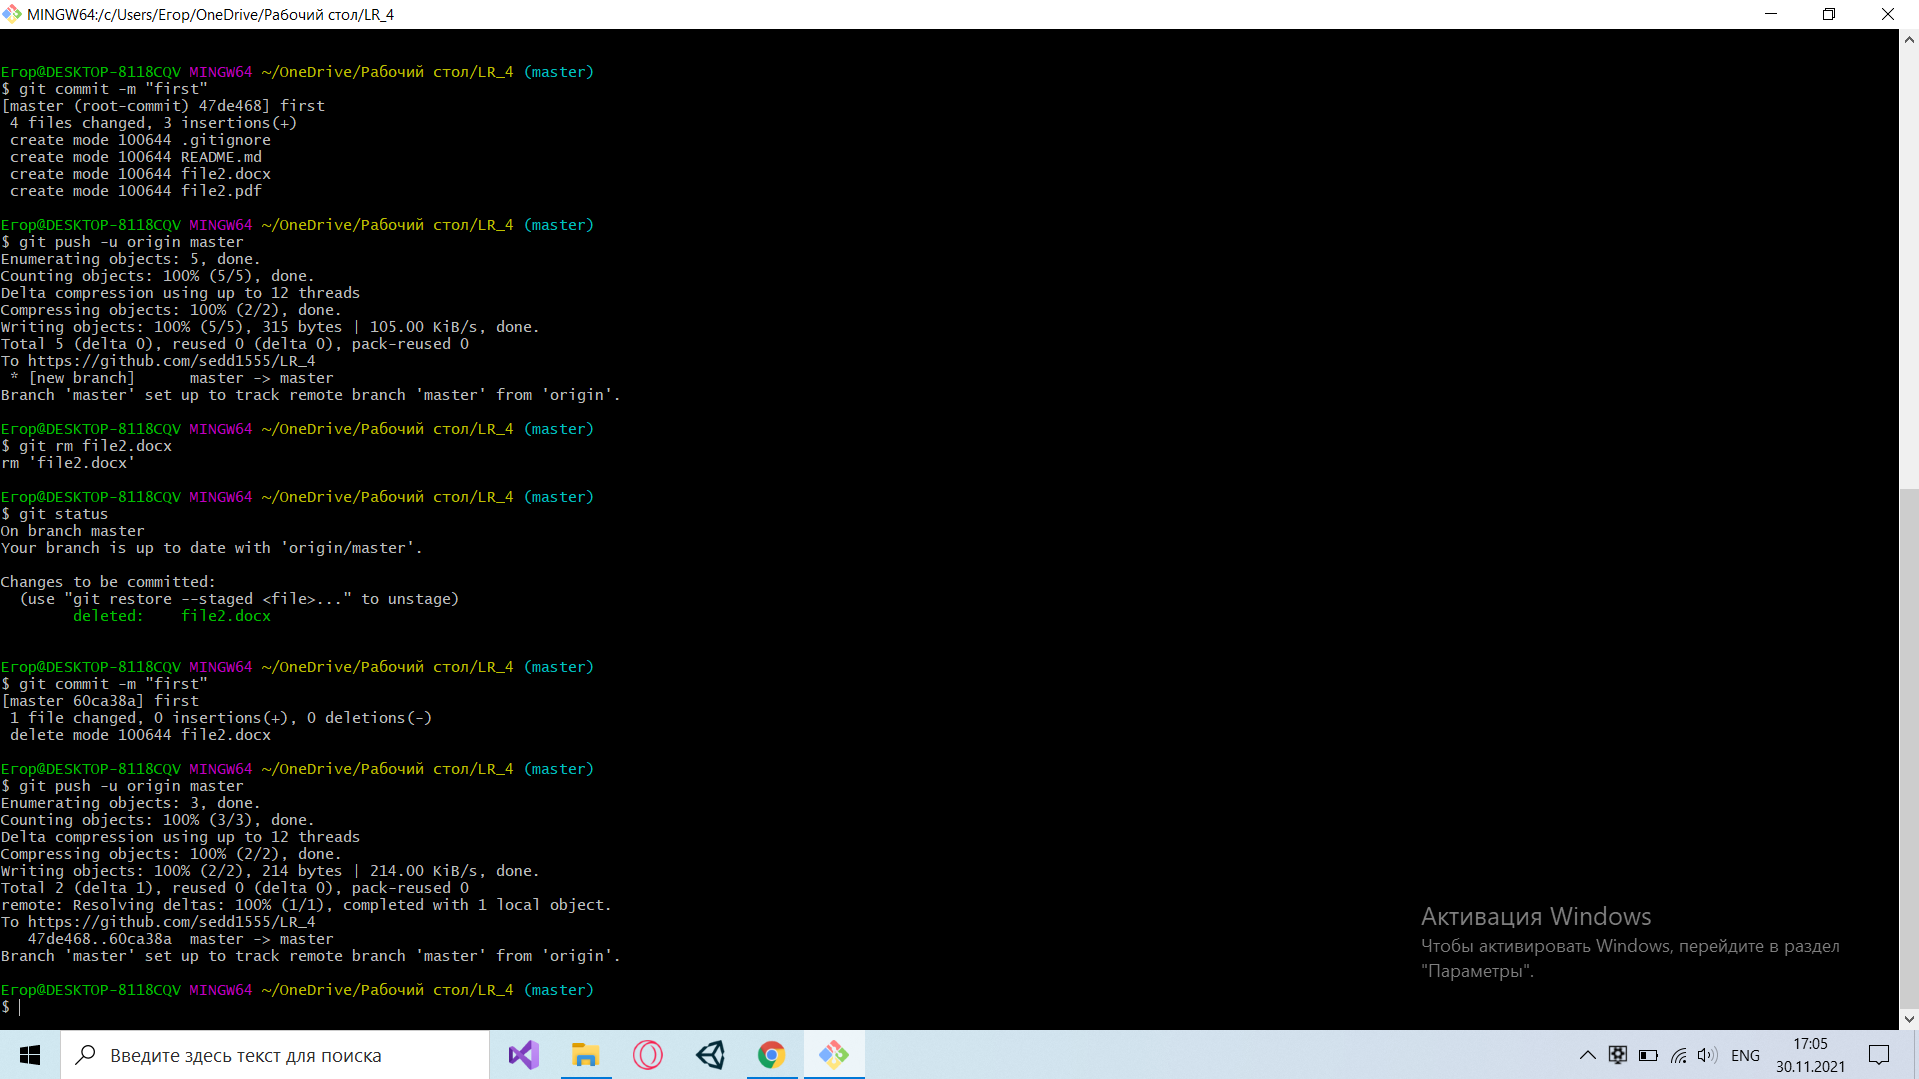 MINGW64:/c/Users/Егор/OneDrive/Рабочий стол/LR_4
Егор@DESKTOP-8118CQV MINGW64 ~/OneDrive/Рабочий стол/LR_4 (master)
$ git commit -m "first"
[master (root-commit) 47de468] first
 4 files changed, 3 insertions(+)
 create mode 100644 .gitignore
 create mode 100644 README.md
 create mode 100644 file2.docx
 create mode 100644 file2.pdf
Егор@DESKTOP-8118CQV MINGW64 ~/OneDrive/Рабочий стол/LR_4 (master)
$ git push -u origin master
Enumerating objects: 5, done.
Counting objects: 100% (5/5), done.
Delta compression using up to 12 threads
Compressing objects: 100% (2/2), done.
Writing objects: 100% (5/5), 315 bytes | 105.00 KiB/s, done.
Total 5 (delta 0), reused 0 (delta 0), pack-reused 0
To https://github.com/sedd1555/LR_4
 * [new branch]      master -> master
Branch 'master' set up to track remote branch 'master' from 'origin'.
Егор@DESKTOP-8118CQV MINGW64 ~/OneDrive/Рабочий стол/LR_4 (master)
$ git rm file2.docx
rm 'file2.docx'
Егор@DESKTOP-8118CQV MINGW64 ~/OneDrive/Рабочий стол/LR_4 (master)
$ git status
On branch master
Your branch is up to date with 'origin/master'.
Changes to be committed:
  (use "git restore --staged <file>..." to unstage)
        deleted:    file2.docx
Егор@DESKTOP-8118CQV MINGW64 ~/OneDrive/Рабочий стол/LR_4 (master)
$ git commit -m "first"
[master 60ca38a] first
 1 file changed, 0 insertions(+), 0 deletions(-)
 delete mode 100644 file2.docx
Егор@DESKTOP-8118CQV MINGW64 ~/OneDrive/Рабочий стол/LR_4 (master)
$ git push -u origin master
Enumerating objects: 3, done.
Counting objects: 100% (3/3), done.
Delta compression using up to 12 threads
Compressing objects: 100% (2/2), done.
Writing objects: 100% (2/2), 214 bytes | 214.00 KiB/s, done.
Total 2 (delta 1), reused 0 (delta 0), pack-reused 0
remote: Resolving deltas: 100% (1/1), completed with 1 local object.
To https://github.com/sedd1555/LR_4
   47de468..60ca38a  master -> master
Branch 'master' set up to track remote branch 'master' from 'origin'.
Егор@DESKTOP-8118CQV MINGW64 ~/OneDrive/Рабочий стол/LR_4 (master)
$
Активация Windows
Чтобы активировать Windows, перейдите в раздел
"Параметры".
Введите здесь текст для поиска
ENG
17:05
30.11.2021